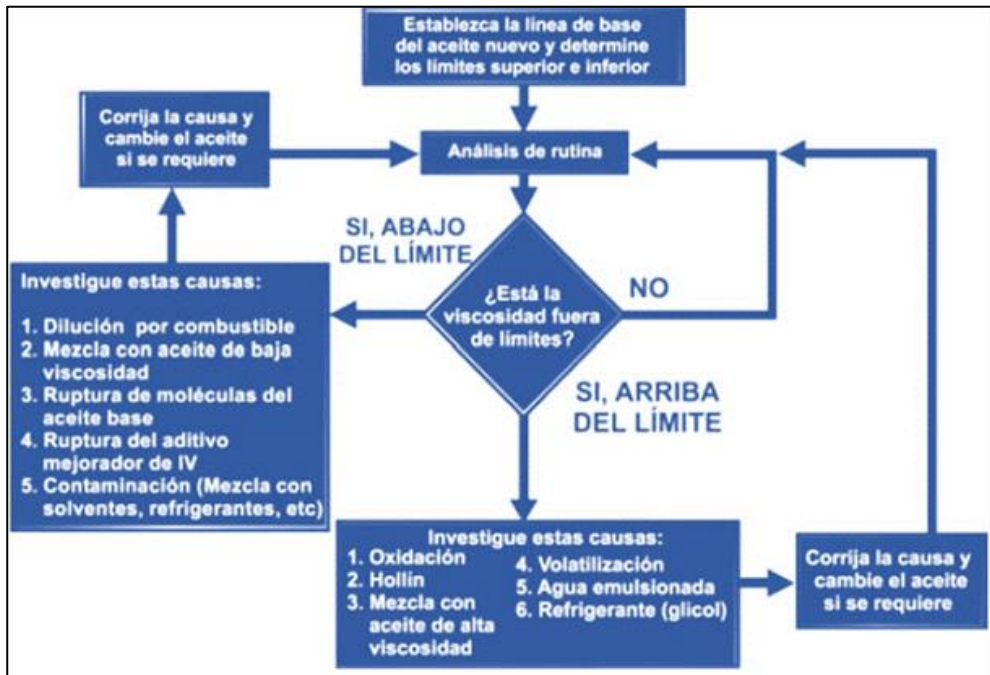 Establezca la línea de base
del aceite nuevo y determine
los límites superior e inferior
Corrija la causa y
cambie el aceite
si se requiere
Análisis de rutina
SI, ABAJO
DEL LÍMITE
¿Está la
viscosidad fuera
de límites?
NO
Investigue estas causas:
1. Dilución por combustible
2. Mezcla con aceite de baja
viscosidad
3. Ruptura de moléculas del
aceite base
4. Ruptura del aditivo
mejorador de IV
5. Contaminación (Mezcla con
solventes, refrigerantes, etc)
SI, ARRIBA
DEL LÍMITE
Investigue estas causas:
1. Oxidación
2. Hollín
3. Mezcla con
aceite de alta
viscosidad
4. Volatilización
5. Agua emulsionada
6. Refrigerante (glicol)
Corrija la causa y
cambie el aceite
si se requiere